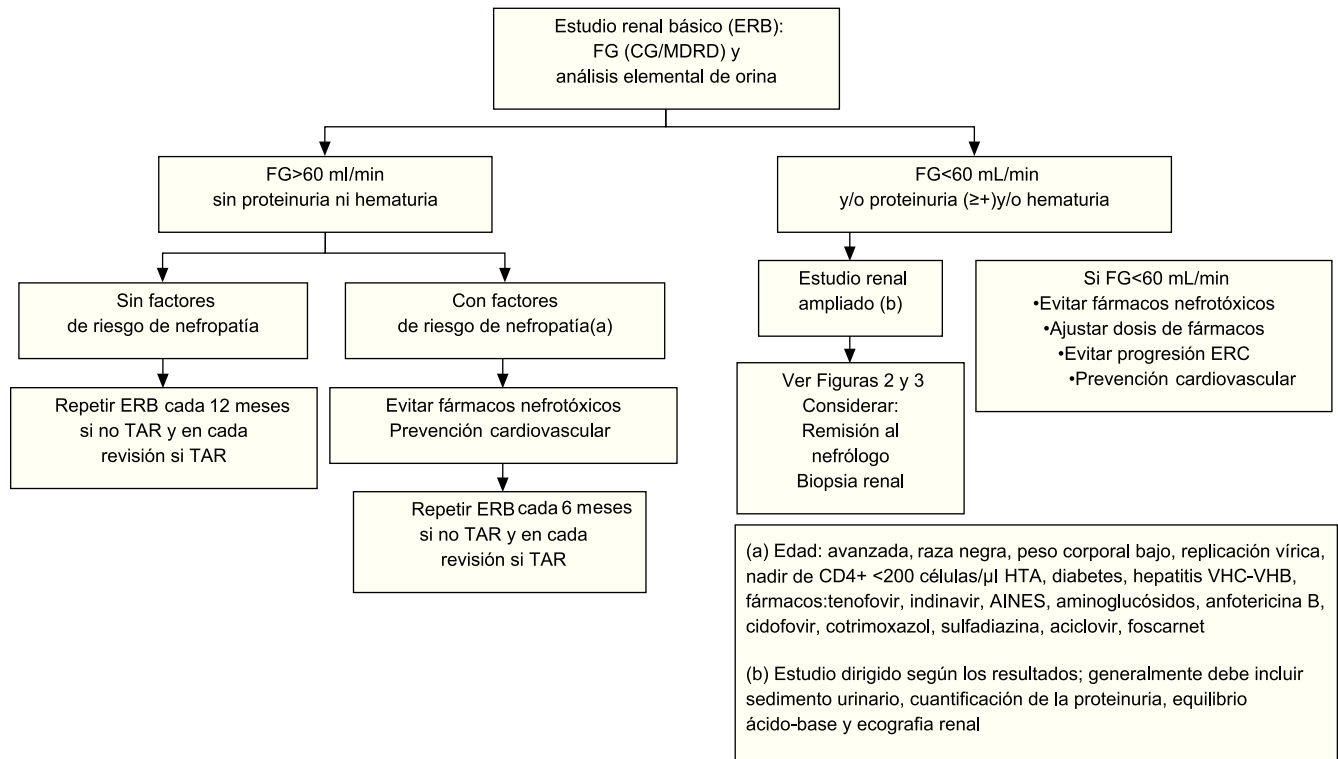 Estudio renal básico (ERB):
FG (CG/MDRD) y
análisis elemental de orina
FG>60 ml/min
sin proteinuria ni hematuria
FG<60 mL/min
y/o proteinuria (≥+)y/o hematuria
Sin factores
de riesgo de nefropatía
Con factores
de riesgo de nefropatía(a)
Estudio renal
ampliado (b)
Si FG<60 mL/min
•Evitar fármacos nefrotóxicos
•Ajustar dosis de fármacos
•Evitar progresión ERC
•Prevención cardiovascular
Repetir ERB cada 12 meses
si no TAR y en cada
revisión si TAR
Evitar fármacos nefrotóxicos
Prevención cardiovascular
Ver Figuras 2 y 3
Considerar:
Remisión al
nefrólogo
Biopsia renal
Repetir ERB cada 6 meses
si no TAR y en cada
revisión si TAR
(a) Edad: avanzada, raza negra, peso corporal bajo, replicación vírica,
nadir de CD4+ <200 células/µl HTA, diabetes, hepatitis VHC-VHB,
fármacos:tenofovir, indinavir, AINES, aminoglucósidos, anfotericina B,
cidofovir, cotrimoxazol, sulfadiazina, aciclovir, foscarnet
(b) Estudio dirigido según los resultados; generalmente debe incluir
sedimento urinario, cuantificación de la proteinuria, equilibrio
ácido-base y ecografia renal